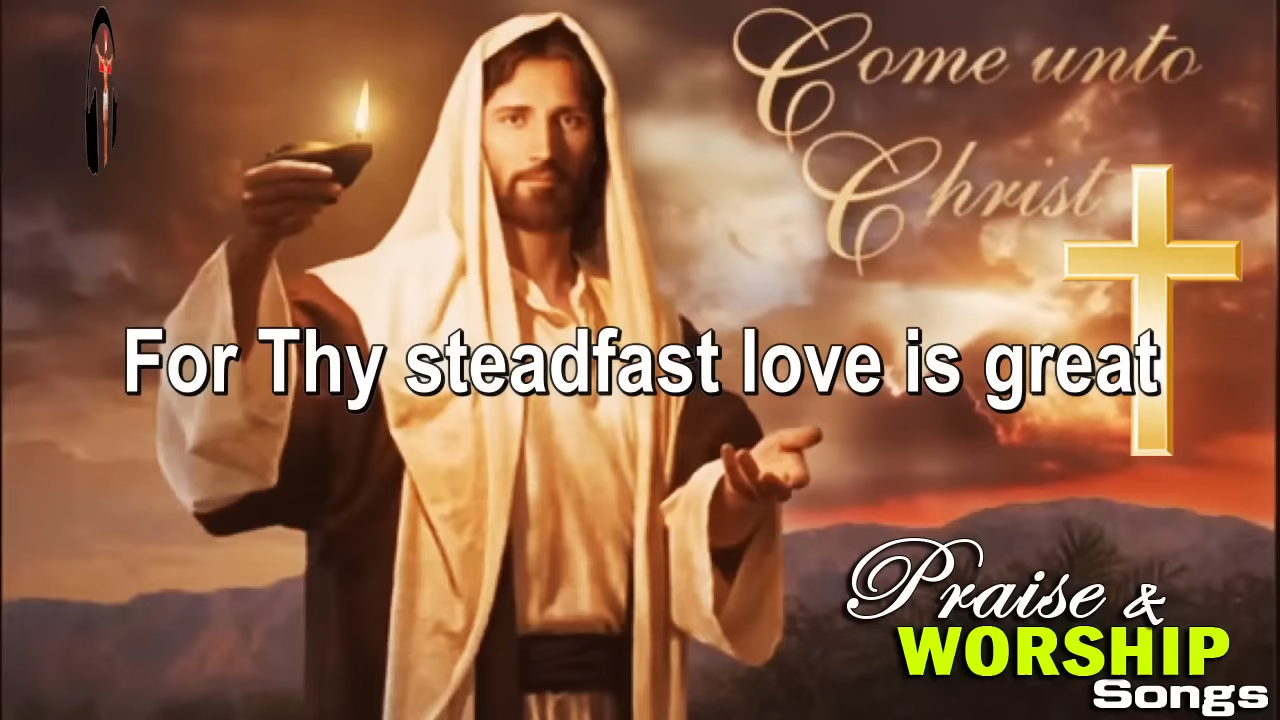 Come unto
Christ
For Thy steadfast love is great
Praise &
WORSHIP
Songs